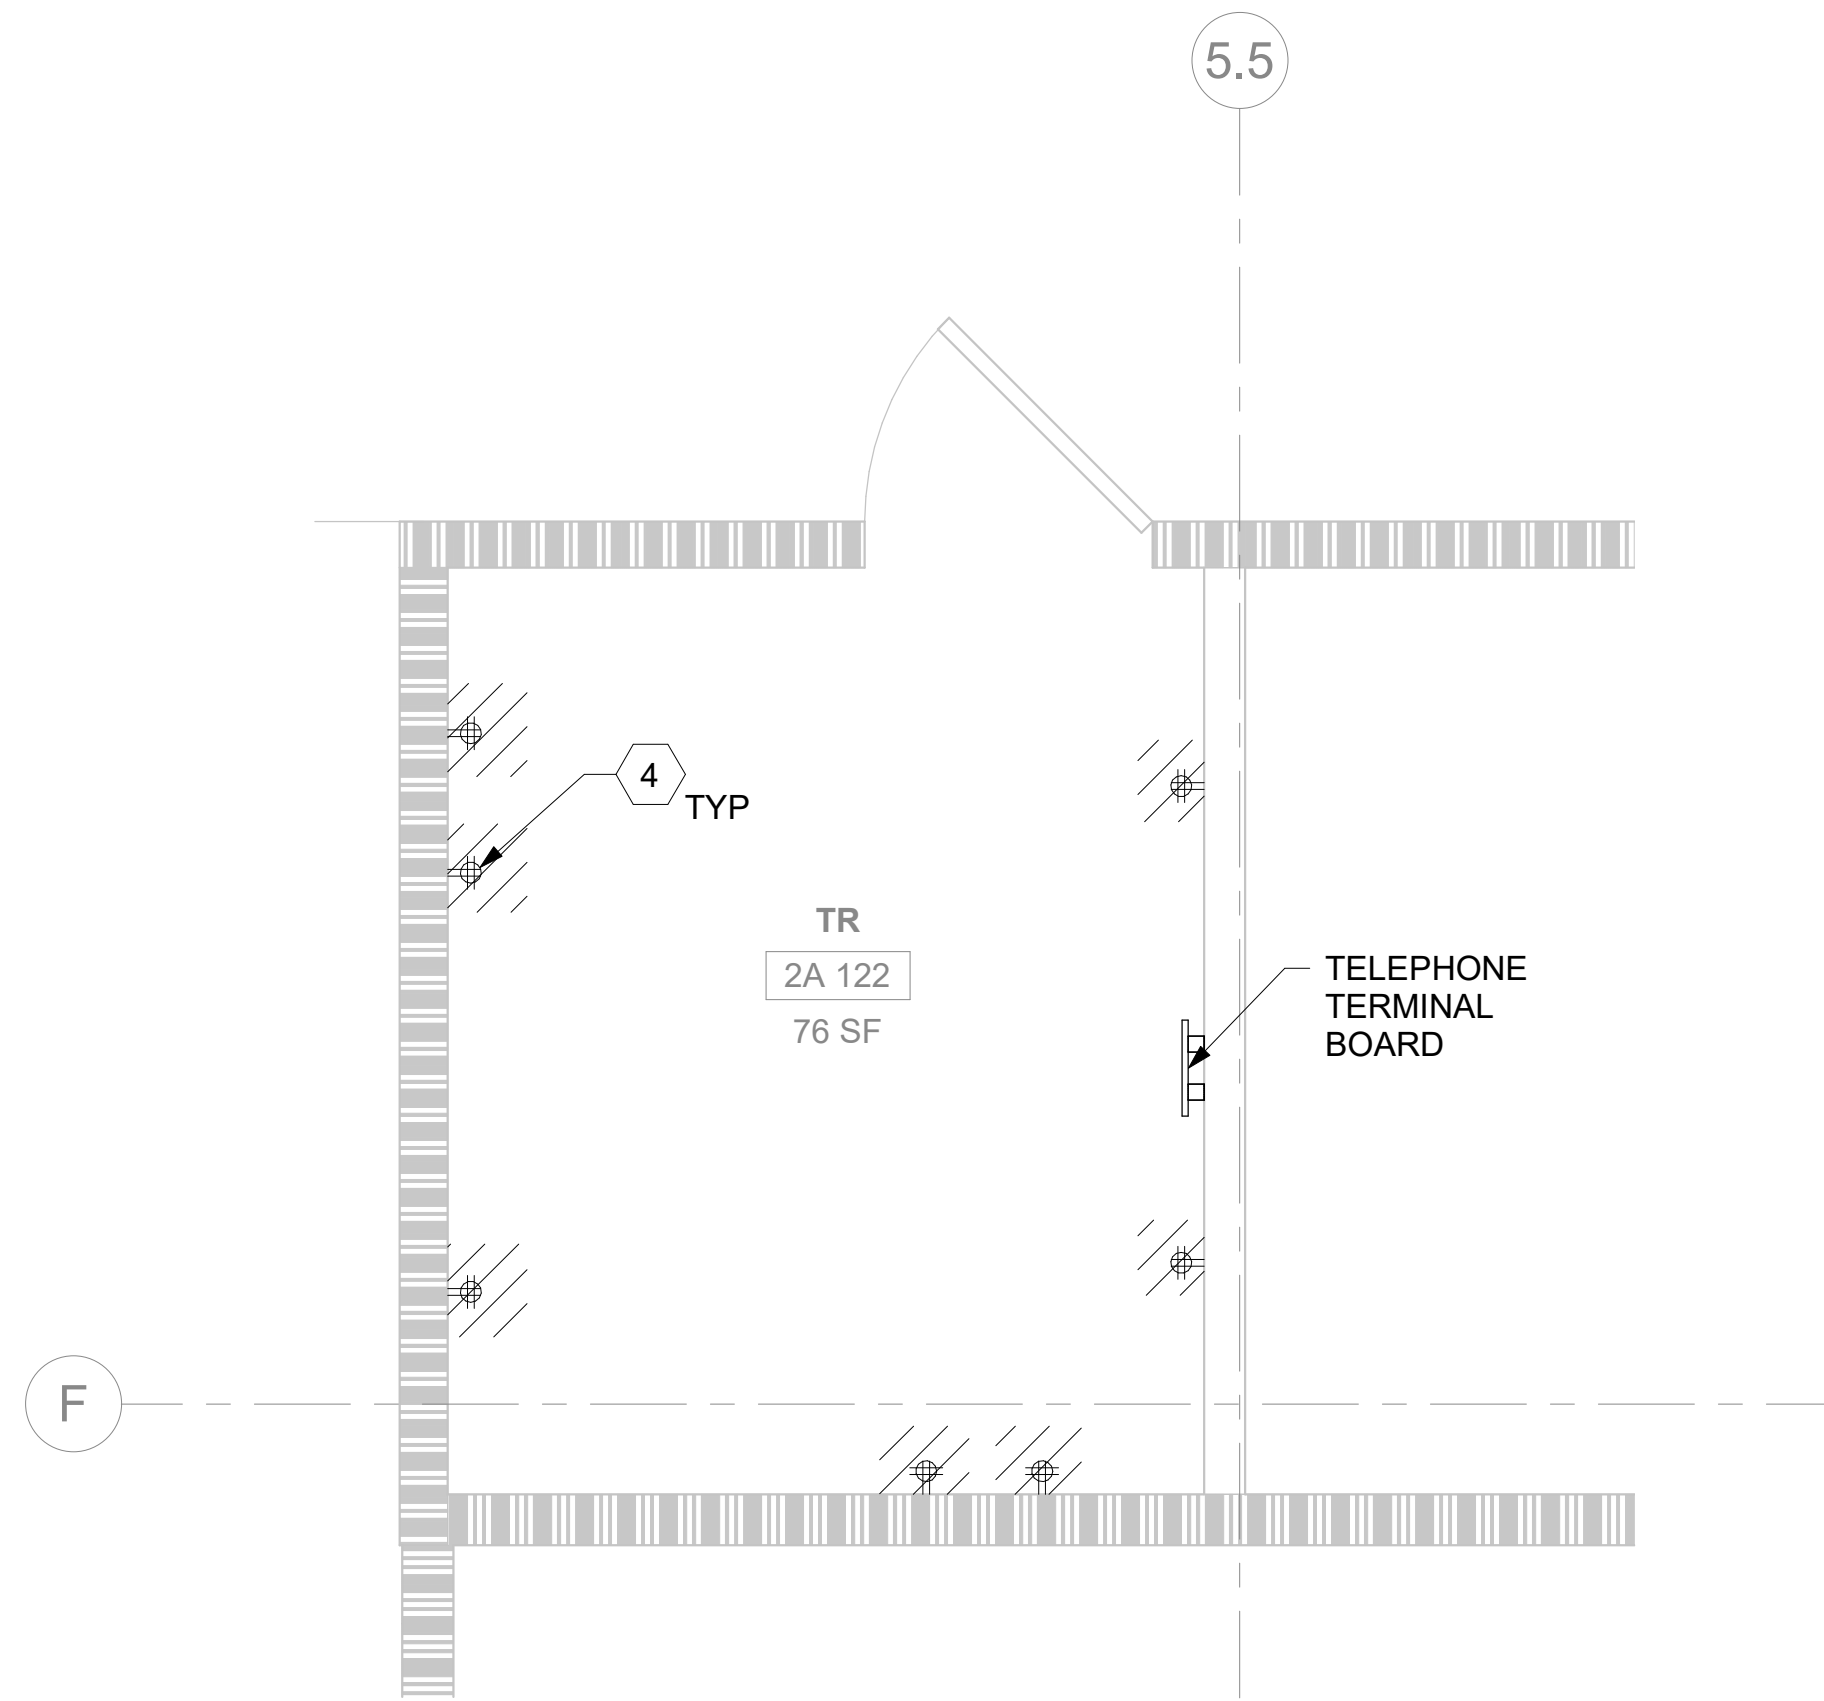 5.5
4
TYP
TR
2A 122
76 SF
TELEPHONE
TERMINAL
BOARD
F